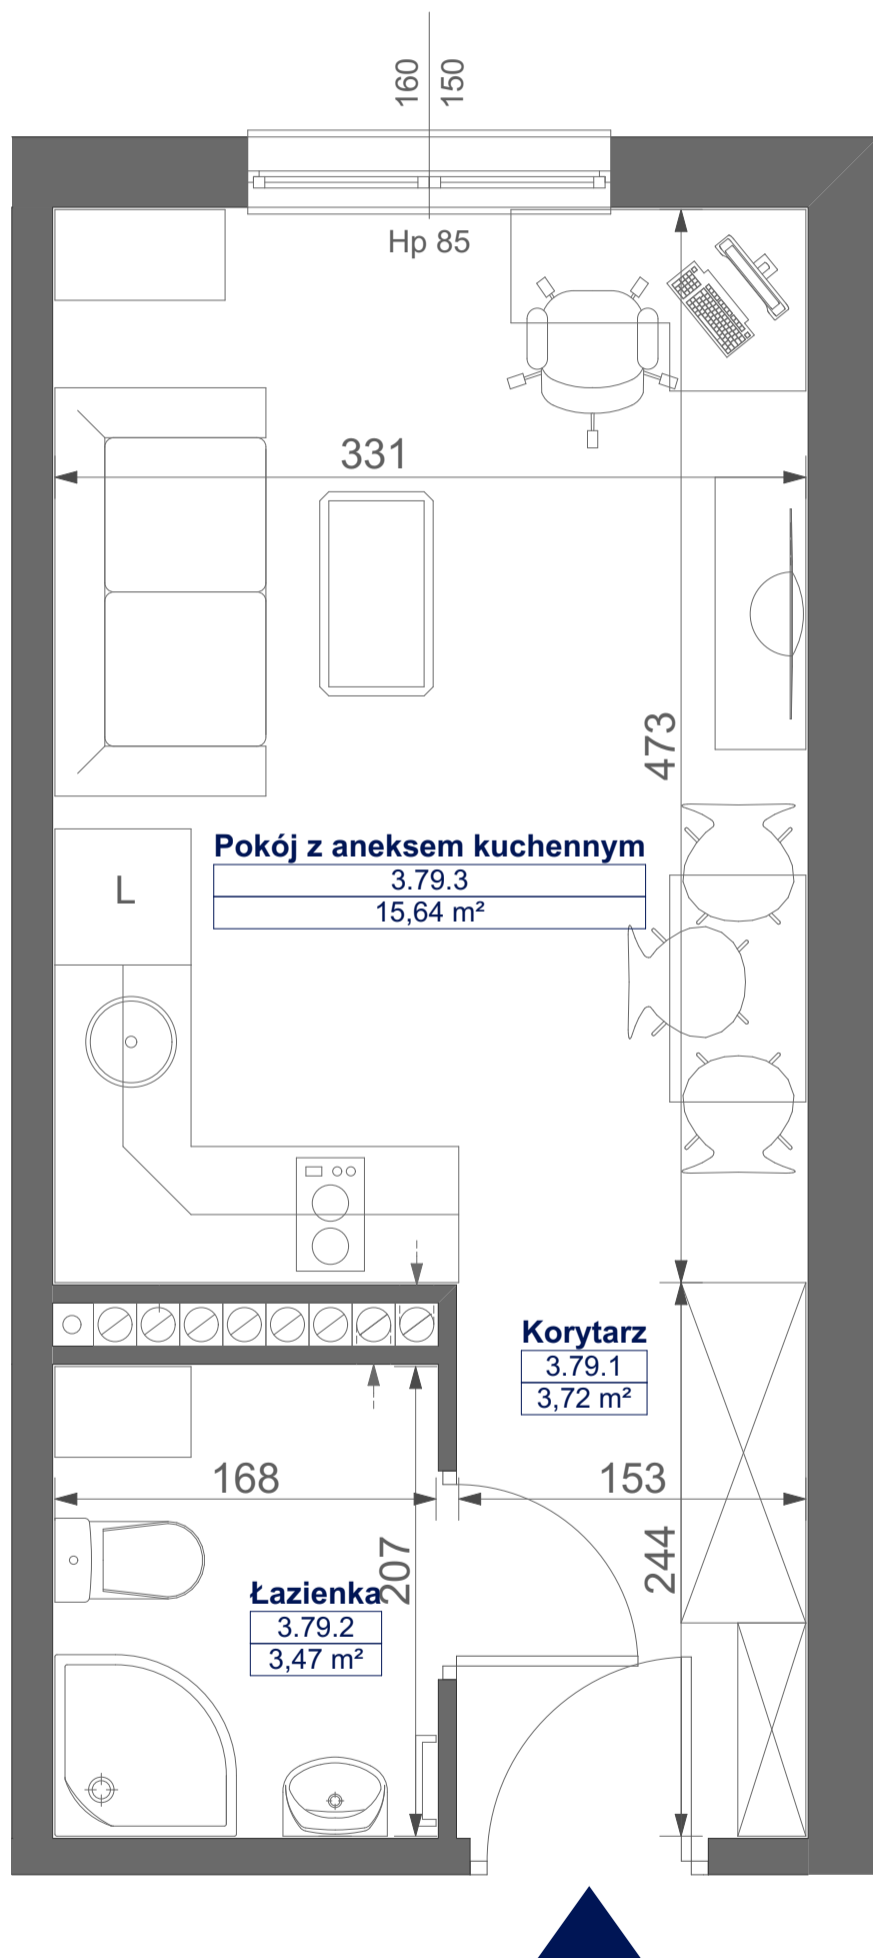 160
150
Hp 85
331
473
Pokój z aneksem kuchennym
3.79.3
15,64 m²
L
Korytarz
3.79.1
3,72 m²
168
153
207
244
Łazienka
3.79.2
3,47 m²